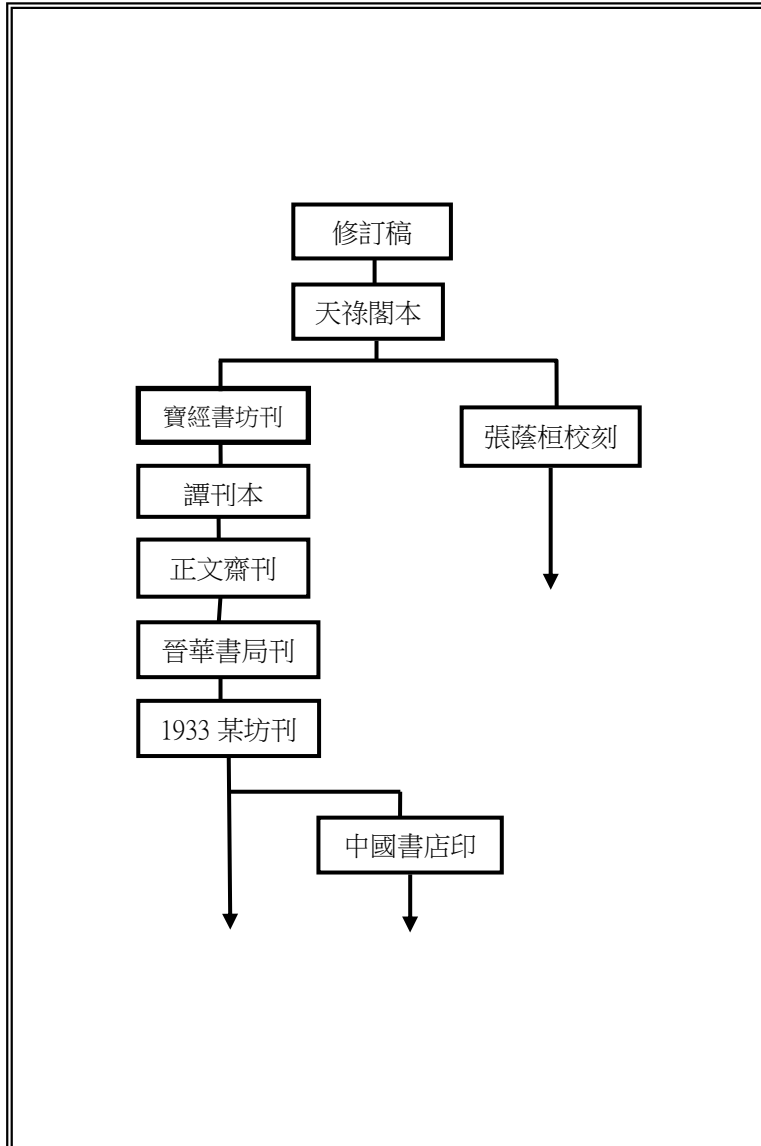 修訂稿
天祿閣本
寶經書坊刊
張蔭桓校刻
譚刊本
正文齋刊
晉華書局刊
1933 某坊刊
中國書店印